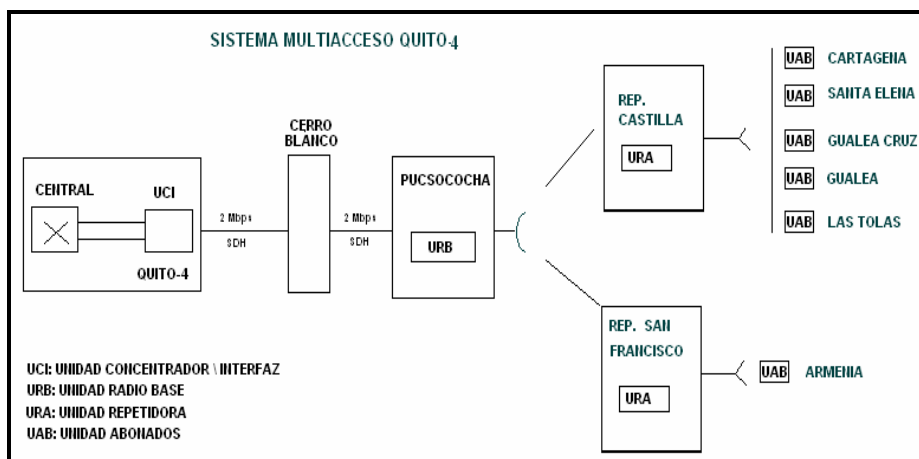 SISTEMA MULTIACCESO QUITO-4
CENTRAL
UCI
QUITO-4
2 Mbps
SDH
CERRO
BLANCO
2 Mbps
SDH
PUCSOCOCHA
URB
REP.
CASTILLA
URA
UAB CARTAGENA
UAB SANTA ELENA
UAB GUALEA CRUZ
UAB GUALEA
UAB LAS TOLAS
REP. SAN
FRANCISCO
URA
UAB ARMENIA
UCI: UNIDAD CONCENTRADOR \ INTERFAZ
URB: UNIDAD RADIO BASE
URA: UNIDAD REPETIDORA
UAB: UNIDAD ABONADOS